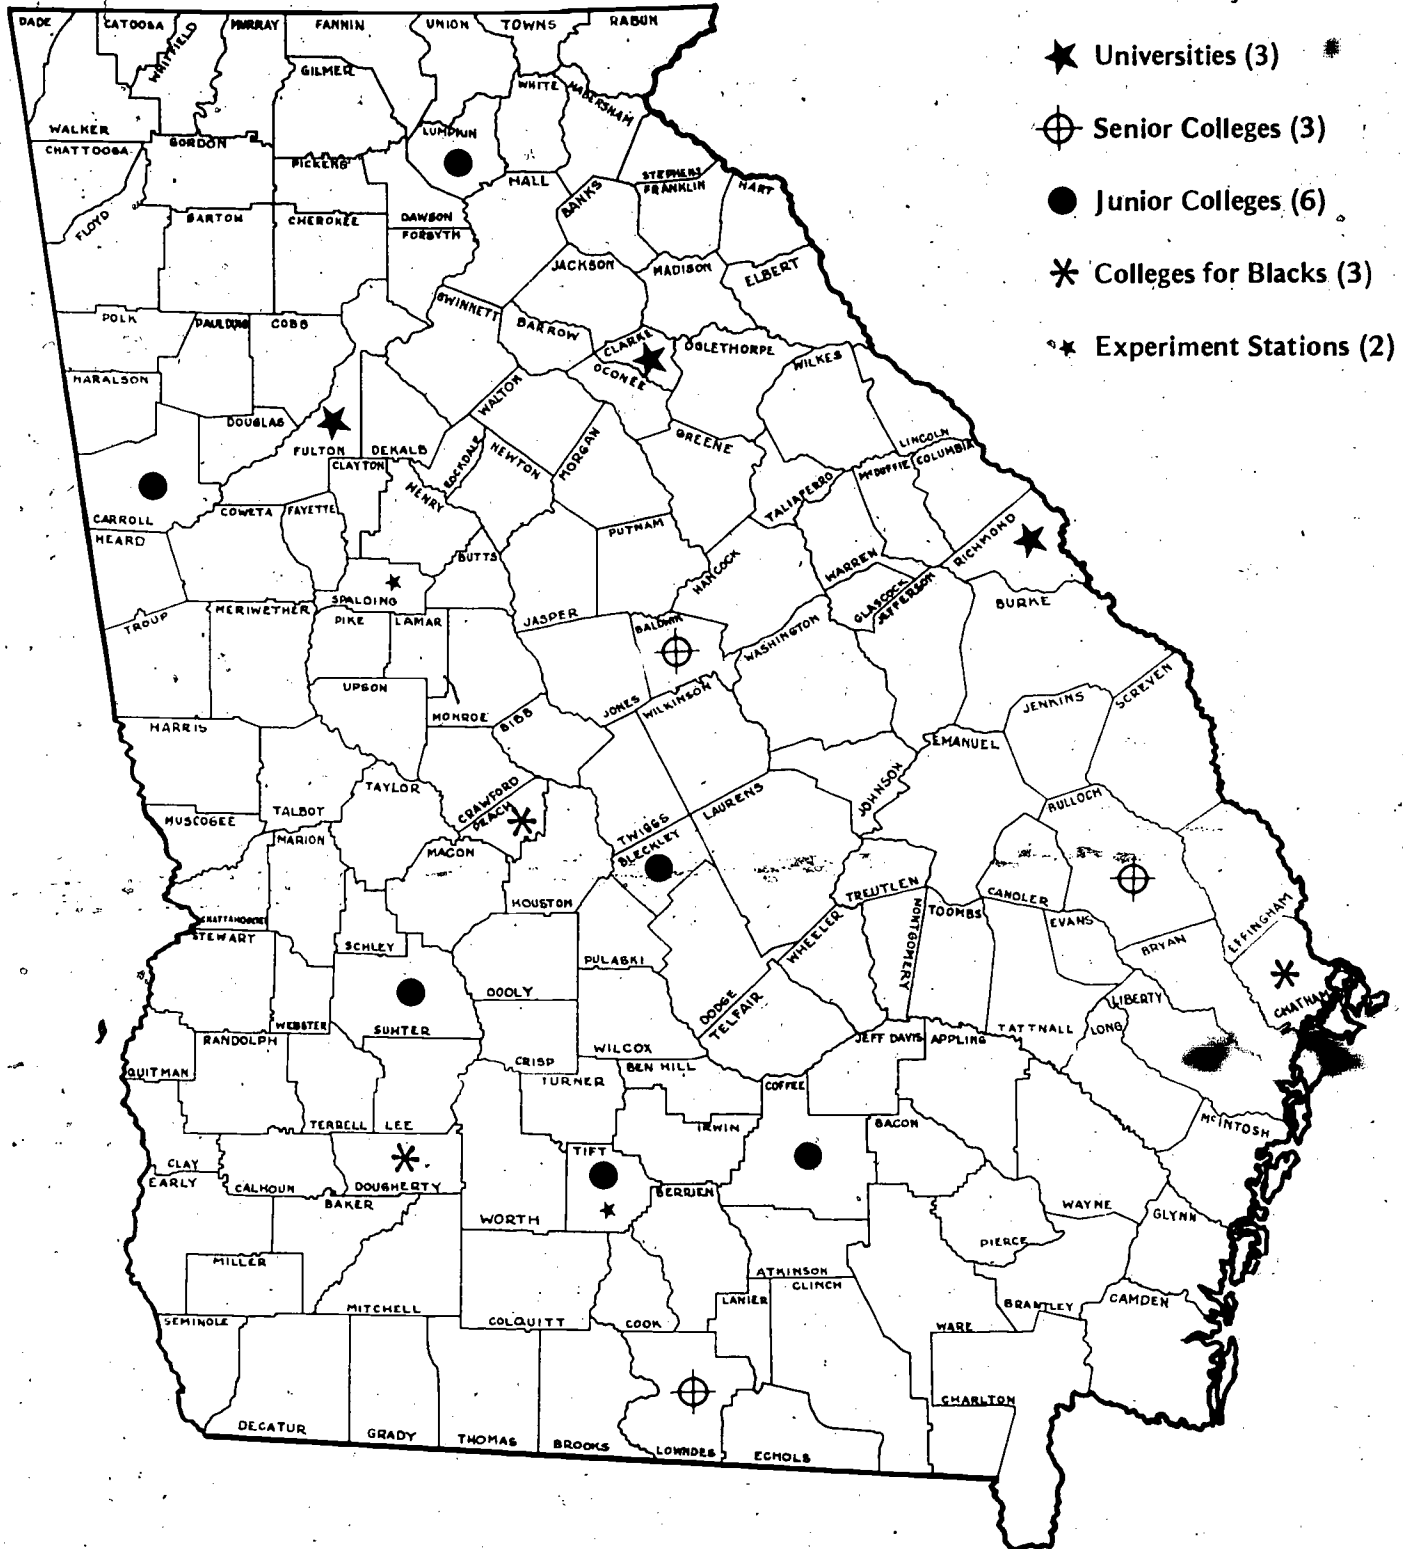 DADE
CATOOSA
WHITFIELD
MURRAY
FANNIN
UNION
TOWNS
RABUN
Universities (3)
GILMER
WHITE
HABERSHAM
WALKER
LUMPKIN
Senior Colleges (3)
CHATTOOGA
GORDON
PICKENS
HALL
STEPHENS
FRANKLIN
HART
BANKS
Junior Colleges (6)
FLOYD
BARTOW
CHEROKEE
DAWSON
FORSYTH
JACKSON
MADISON
ELBERT
Colleges for Blacks (3)
GWINNETT
BARROW
POLK
PAULDING
COBB
CLARKE
OGLETHORPE
WILKES
Experiment Stations (2)
OCONEE
HARALSON
WALTON
DOUGLAS
FULTON
DEKALB
ROCKDALE
NEWTON
MORGAN
GREENE
LINCOLN
CLAYTON
McDUFFIE
COLUMBIA
HENRY
TALIAFERRO
CARROLL
COWETA
FAYETTE
HEARD
PUTNAM
RICHMOND
BUTTS
HANCOCK
WARREN
GLASCOCK
JEFFERSON
SPALDING
BURKE
TROUP
MERIWETHER
PIKE
LAMAR
JASPER
BALDWIN
WASHINGTON
UPSON
MONROE
BIBB
JONES
WILKINSON
JENKINS
SCREVEN
HARRIS
EMANUEL
TAYLOR
CRAWFORD
PEACH
JOHNSON
MUSCOGEE
TALBOT
TWIGGS
BLECKLEY
LAURENS
BULLOCH
MARION
MACON
HOUSTON
TREUTLEN
CANDLER
CHATTAHOOCHEE
STEWART
SCHLEY
WHEELER
MONTGOMERY
TOOMBS
EVANS
BRYAN
EFFINGHAM
PULASKI
DOOLY
DODGE
TELFAIR
LIBERTY
CHATHAM
WEBSTER
SUMTER
RANDOLPH
TATTNALL
LONG
CRISP
WILCOX
JEFF DAVIS
APPLING
QUITMAN
TURNER
BEN HILL
COFFEE
TERRELL
LEE
IRWIN
BACON
McINTOSH
CLAY
EARLY
TIFT
CALHOUN
DOUGHERTY
BERRIEN
BAKER
WORTH
WAYNE
GLYNN
PIERCE
MILLER
ATKINSON
CLINCH
MITCHELL
LANIER
BRANTLEY
CAMDEN
SEMINOLE
COLQUITT
COOK
WARE
CHARLTON
DECATUR
GRADY
THOMAS
BROOKS
LOWNDES
ECHOLS